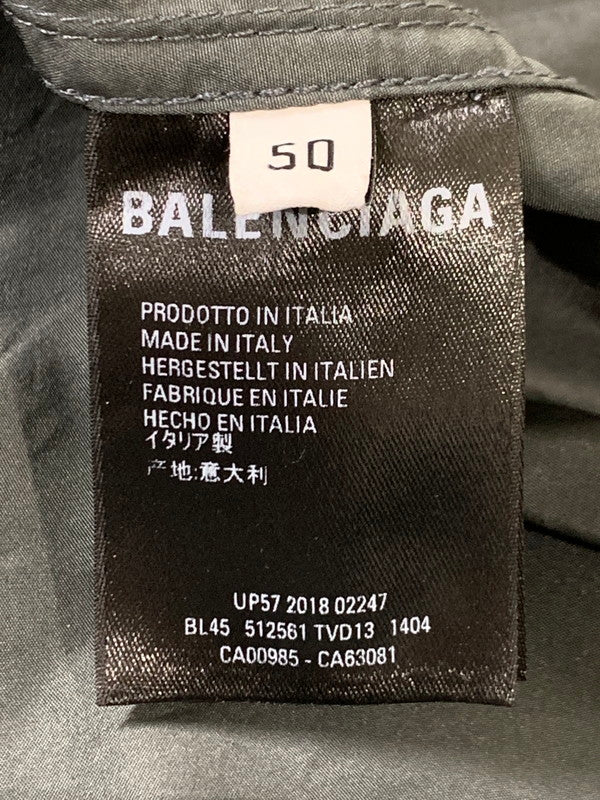 50
BALENCIAGA
PRODOTTO IN ITALIA
MADE IN ITALY
HERGESTELLT IN ITALIEN
FABRIQUE EN ITALIE
HECHO EN ITALIA
イタリア製
产地:意大利
UP57 2018 02247
BL45 512561 TVD13 1404
CA00985 - CA63081